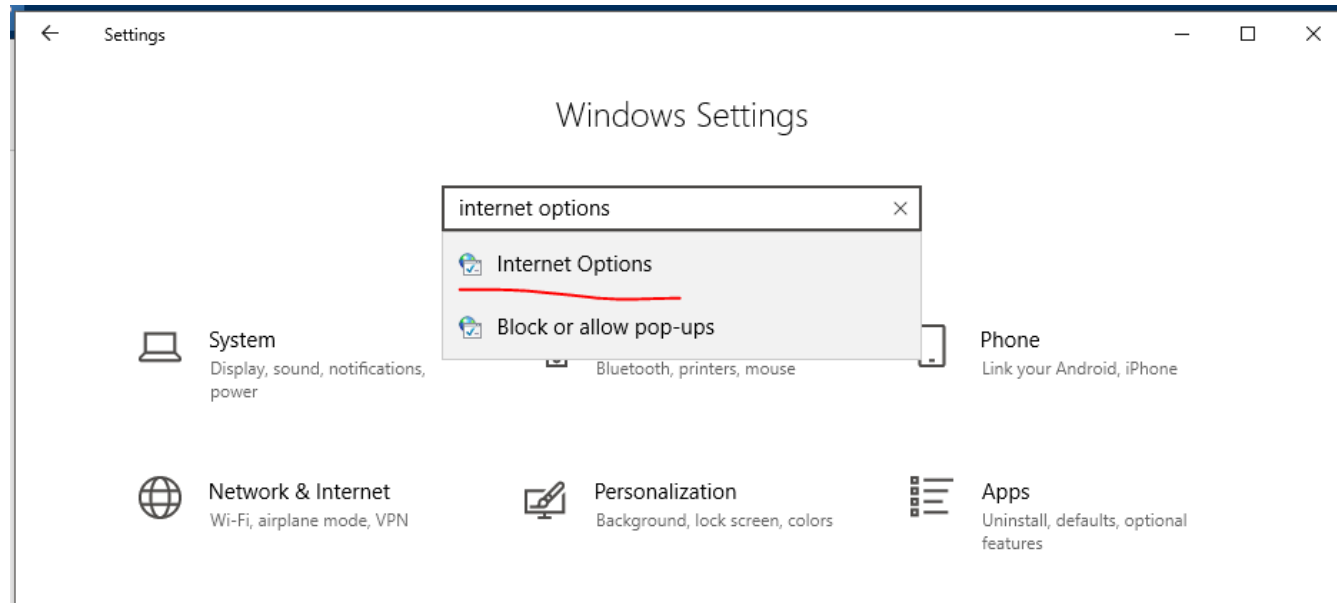 Settings
Windows Settings
internet options
Internet Options
Block or allow pop-ups
System
Display, sound, notifications,
power
Bluetooth, printers, mouse
Phone
Link your Android, iPhone
Network & Internet
Wi-Fi, airplane mode, VPN
Personalization
Background, lock screen, colors
Apps
Uninstall, defaults, optional
features